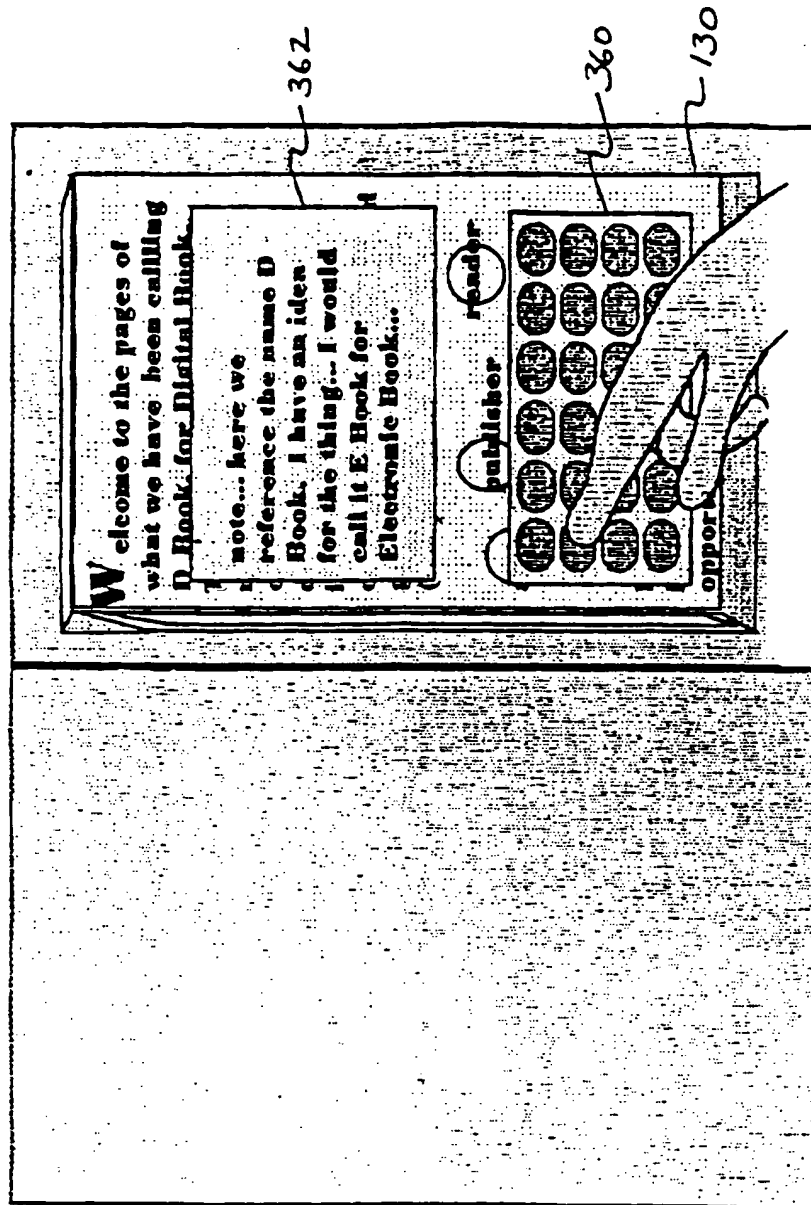 Welcome to the pages of
what we have been callling
D Book, for Digital Book.
note... here we
reference the name D
Book. I have an idea
for the thing... I would
call it E Book for
Electronic Book...
publisher reader
opport
362
360
130